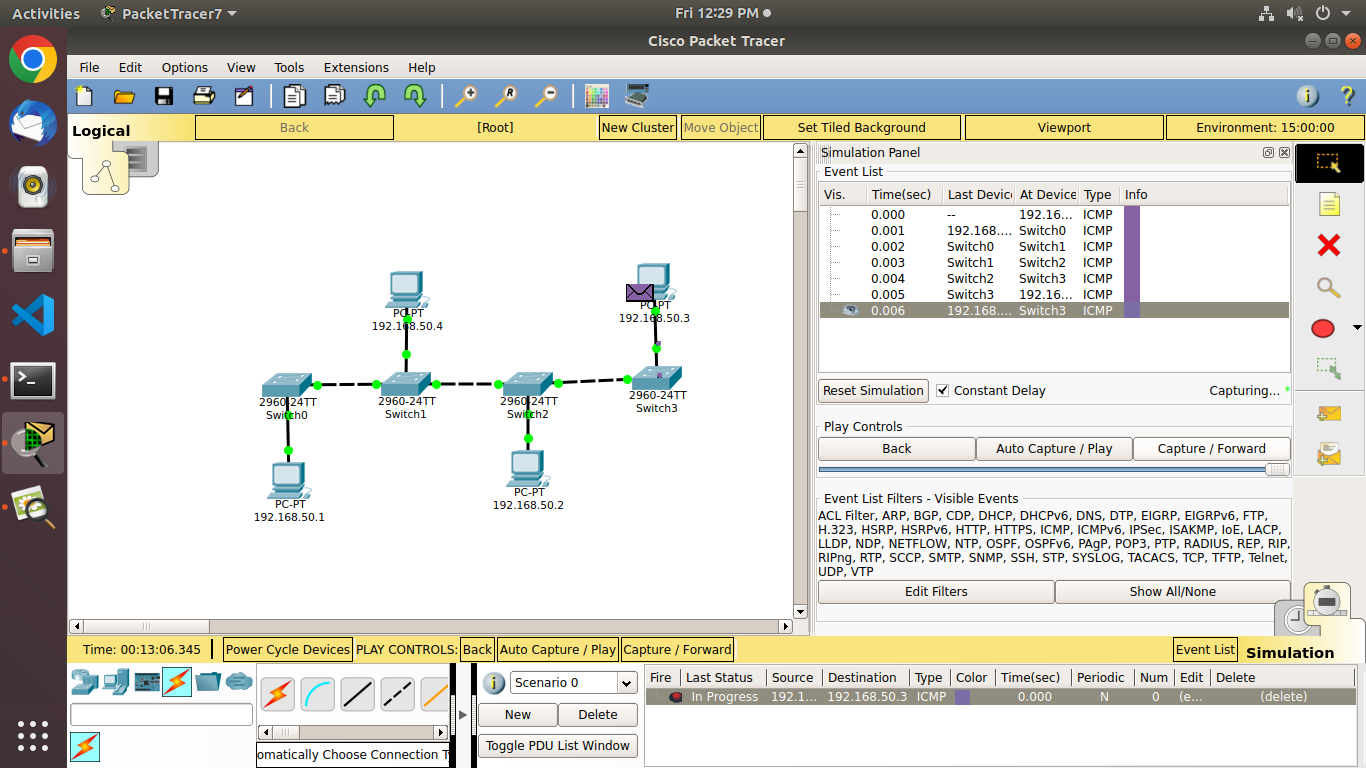 Activities PacketTracer7 Fri 12:29 PM
Cisco Packet Tracer
File Edit Options View Tools Extensions Help
Logical Back [Root] New Cluster Move Object Set Tiled Background Viewport Environment: 15:00:00
PC-PT
192.168.50.4
PC-PT
192.168.50.3
2960-24TT
Switch0
2960-24TT
Switch1
2960-24TT
Switch2
2960-24TT
Switch3
PC-PT
192.168.50.1
PC-PT
192.168.50.2
Simulation Panel
Event List
Vis. Time(sec) Last Devic At Device Type Info
0.000 -- 192.16... ICMP
0.001 192.168.... Switch0 ICMP
0.002 Switch0 Switch1 ICMP
0.003 Switch1 Switch2 ICMP
0.004 Switch2 Switch3 ICMP
0.005 Switch3 192.16... ICMP
0.006 192.168.... Switch3 ICMP
Reset Simulation Constant Delay Capturing... *
Play Controls
Back Auto Capture / Play Capture / Forward
Event List Filters - Visible Events
ACL Filter, ARP, BGP, CDP, DHCP, DHCPv6, DNS, DTP, EIGRP, EIGRPv6, FTP,
H.323, HSRP, HSRPv6, HTTP, HTTPS, ICMP, ICMPv6, IPSec, ISAKMP, IoE, LACP,
LLDP, NDP, NETFLOW, NTP, OSPF, OSPFv6, PAgP, POP3, PTP, RADIUS, REP, RIP,
RIPng, RTP, SCCP, SMTP, SNMP, SSH, STP, SYSLOG, TACACS, TCP, TFTP, Telnet,
UDP, VTP
Edit Filters Show All/None
Time: 00:13:06.345 Power Cycle Devices PLAY CONTROLS: Back Auto Capture / Play Capture / Forward Event List Simulation
Scenario 0
New Delete
Toggle PDU List Window
omatically Choose Connection T
Fire Last Status Source Destination Type Color Time(sec) Periodic Num Edit Delete
In Progress 192.1... 192.168.50.3 ICMP 0.000 N 0 (e... (delete)